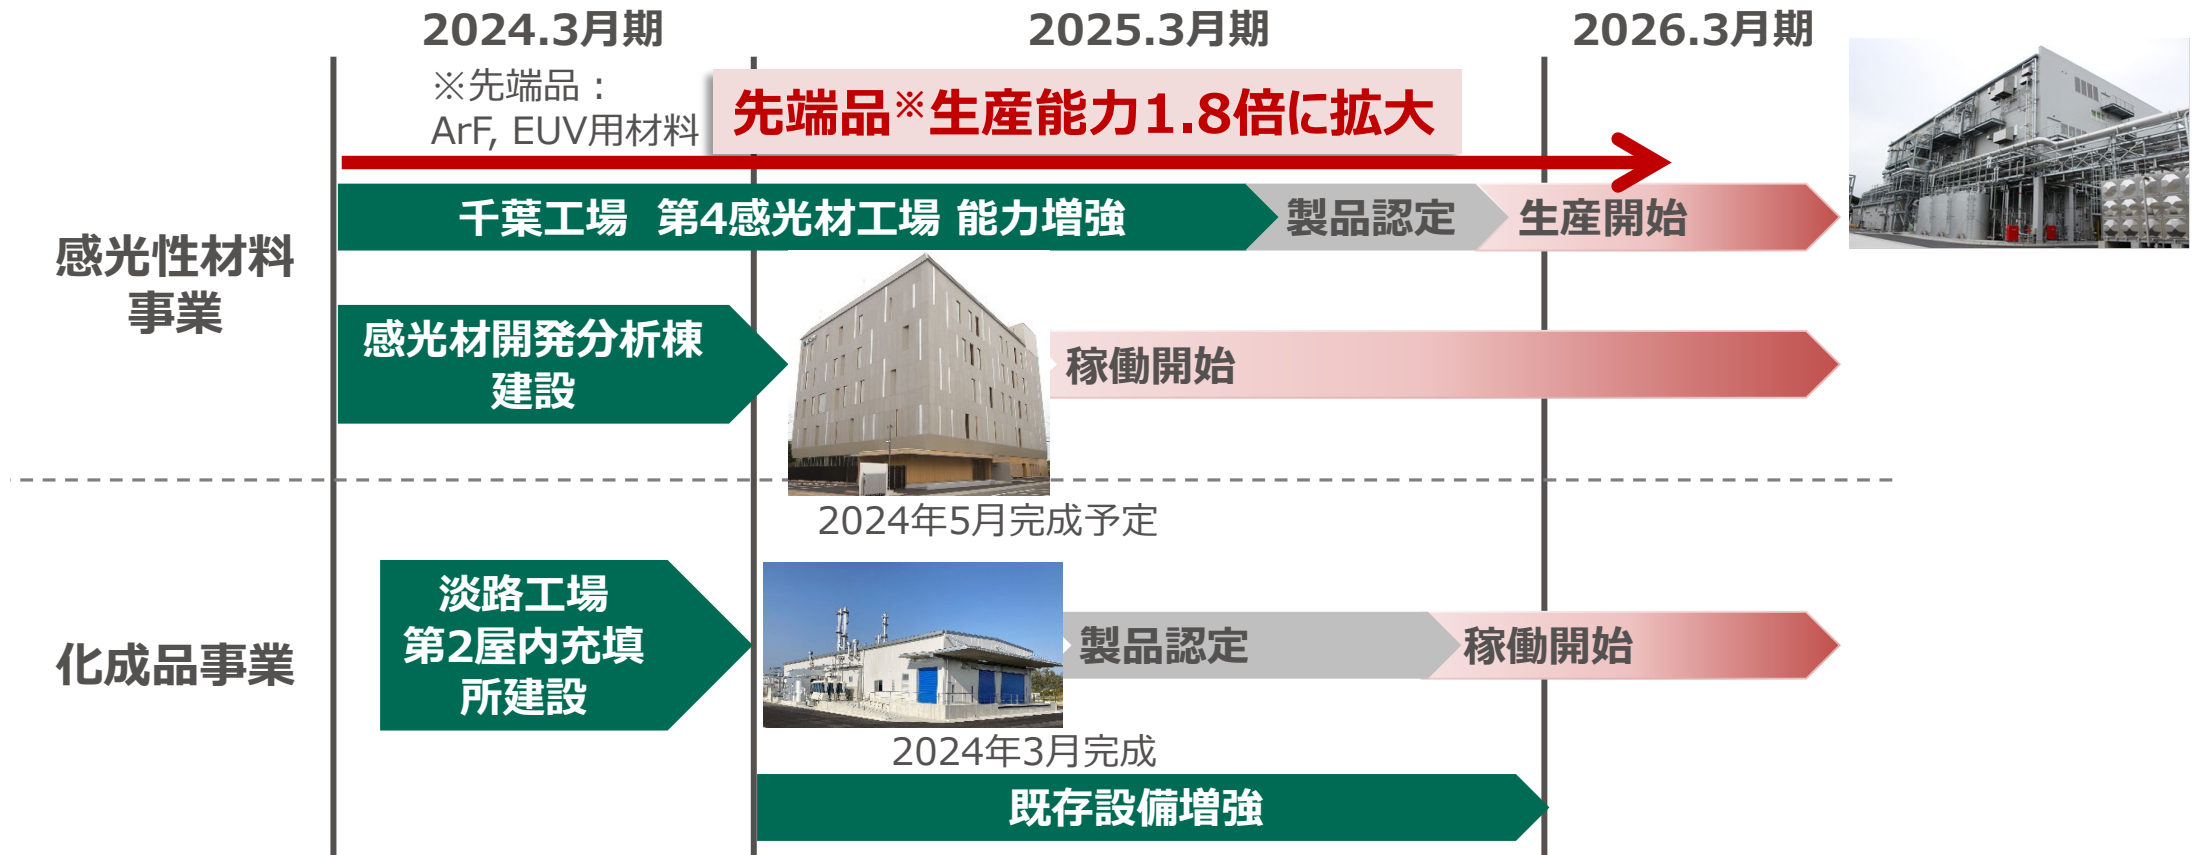 2024.3月期
2025.3月期
2026.3月期
※先端品：
ArF, EUV用材料
先端品※生産能力1.8倍に拡大
感光性材料
事業
千葉工場 第4感光材工場 能力増強
製品認定
生産開始
感光材開発分析棟
建設
稼働開始
2024年5月完成予定
化成品事業
淡路工場
第2屋内充填
所建設
製品認定
稼働開始
2024年3月完成
既存設備増強